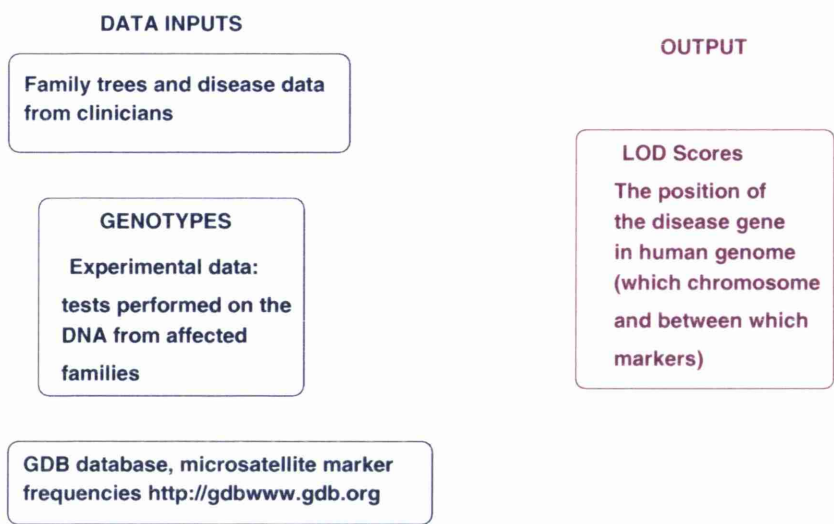 DATA INPUTS
Family trees and disease data
from clinicians
GENOTYPES
Experimental data:
tests performed on the
DNA from affected
families
GDB database, microsatellite marker
frequencies http://gdbwww.gdb.org
OUTPUT
LOD Scores
The position of
the disease gene
in human genome
(which chromosome
and between which
markers)